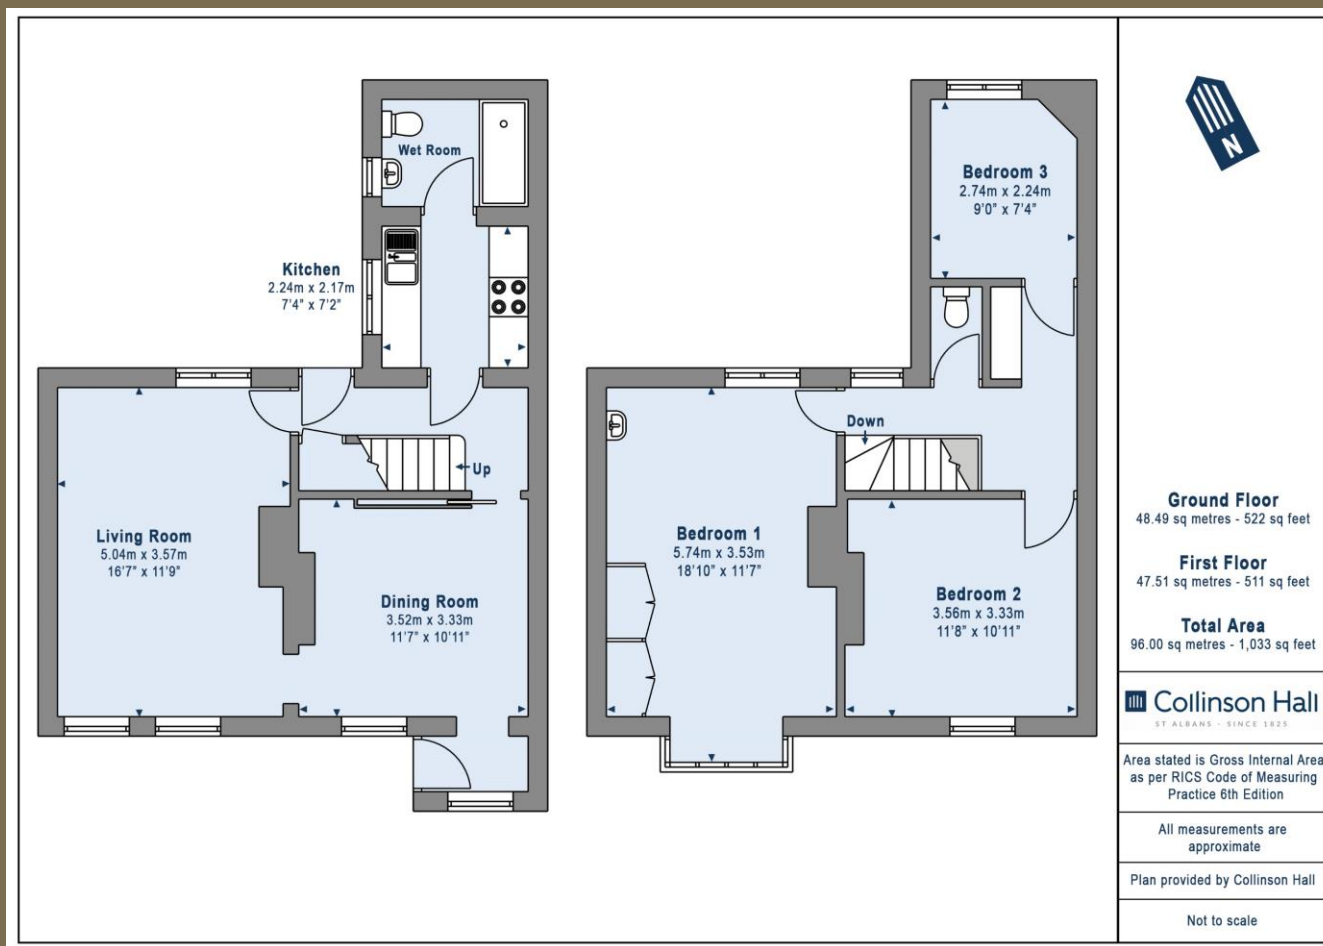 Wet Room
Kitchen
2.24m x 2.17m
7'4" x 7'2"
Up
Living Room
5.04m x 3.57m
16'7" x 11'9"
Dining Room
3.52m x 3.33m
11'7" x 10'11"
Bedroom 3
2.74m x 2.24m
9'0" x 7'4"
Down
Bedroom 1
5.74m x 3.53m
18'10" x 11'7"
Bedroom 2
3.56m x 3.33m
11'8" x 10'11"
N
Ground Floor
48.49 sq metres - 522 sq feet
First Floor
47.51 sq metres - 511 sq feet
Total Area
96.00 sq metres - 1,033 sq feet
Collinson Hall
ST ALBANS · SINCE 1825
Area stated is Gross Internal Area
as per RICS Code of Measuring
Practice 6th Edition
All measurements are
approximate
Plan provided by Collinson Hall
Not to scale